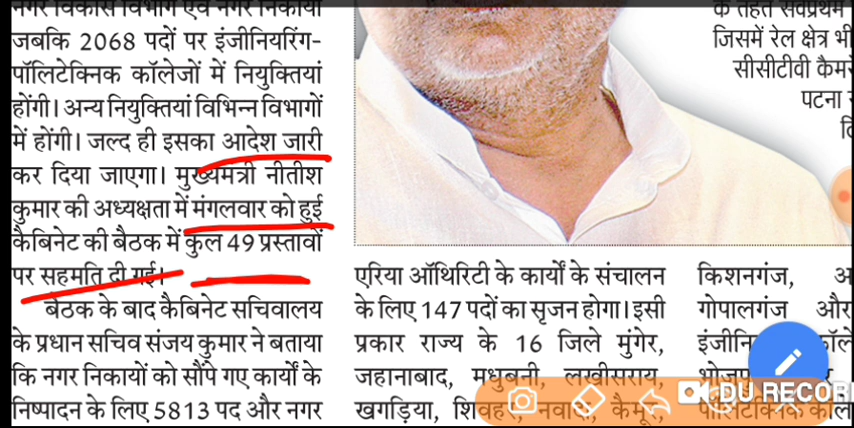 नगर विकास विभाग एवं नगर निकायों
जबकि 2068 पदों पर इंजीनियरिंग-
पॉलिटेक्निक कॉलेजों में नियुक्तियां
होंगी। अन्य नियुक्तियां विभिन्न विभागों
में होंगी। जल्द ही इसका आदेश जारी
कर दिया जाएगा। मुख्यमंत्री नीतीश
कुमार की अध्यक्षता में मंगलवार को हुई
कैबिनेट की बैठक में कुल 49 प्रस्तावों
पर सहमति दी गई।
बैठक के बाद कैबिनेट सचिवालय
के प्रधान सचिव संजय कुमार ने बताया
कि नगर निकायों को सौंपे गए कार्यों के
निष्पादन के लिए 5813 पद और नगर
एरिया ऑथिरिटी के कार्यों के संचालन
के लिए 147 पदों का सृजन होगा। इसी
प्रकार राज्य के 16 जिले मुंगेर,
जहानाबाद, मधुबनी, लखीसराय,
खगड़िया, शिवहर, नवादा, कैमूर,
के तहत सर्वप्रथम
जिसमें रेल क्षेत्र भी
सीसीटीवी कैमरे
पटना
किशनगंज,
गोपालगंज और
पॉलिटेक्निक
DU RECOR